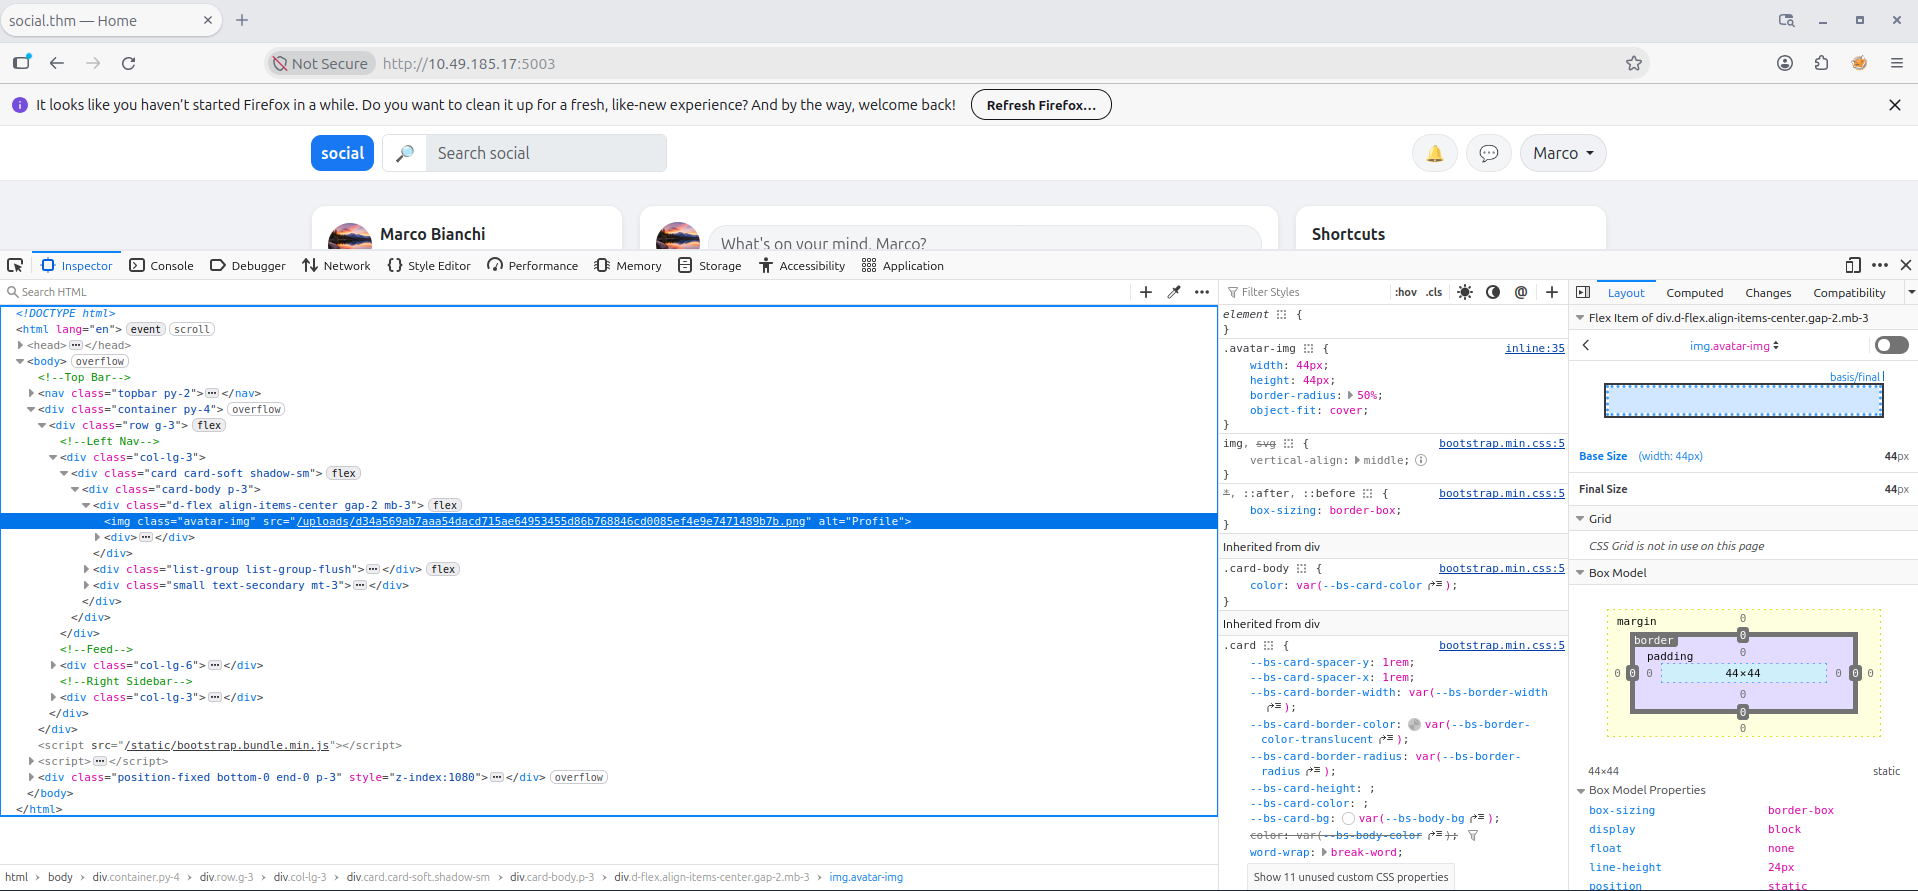 social.thm — Home
Not Secure http://10.49.185.17:5003
It looks like you haven't started Firefox in a while. Do you want to clean it up for a fresh, like-new experience? And by the way, welcome back! Refresh Firefox…
social Search social Marco
Marco Bianchi What's on your mind, Marco? Shortcuts
Inspector Console Debugger Network Style Editor Performance Memory Storage Accessibility Application
Search HTML
<!DOCTYPE html>
<html lang="en"> event scroll
<head> ··· </head>
<body> overflow
<!--Top Bar-->
<nav class="topbar py-2"> ··· </nav>
<div class="container py-4"> overflow
<div class="row g-3"> flex
<!--Left Nav-->
<div class="col-lg-3">
<div class="card card-soft shadow-sm"> flex
<div class="card-body p-3">
<div class="d-flex align-items-center gap-2 mb-3"> flex
<img class="avatar-img" src="/uploads/d34a569ab7aaa54dacd715ae64953455d86b768846cd0085ef4e9e7471489b7b.png" alt="Profile">
<div> ··· </div>
</div>
<div class="list-group list-group-flush"> ··· </div> flex
<div class="small text-secondary mt-3"> ··· </div>
</div>
</div>
</div>
<!--Feed-->
<div class="col-lg-6"> ··· </div>
<!--Right Sidebar-->
<div class="col-lg-3"> ··· </div>
</div>
</div>
<script src="/static/bootstrap.bundle.min.js"></script>
<script> ··· </script>
<div class="position-fixed bottom-0 end-0 p-3" style="z-index:1080"> ··· </div> overflow
</body>
</html>
html > body > div.container.py-4 > div.row.g-3 > div.col-lg-3 > div.card.card-soft.shadow-sm > div.card-body.p-3 > div.d-flex.align-items-center.gap-2.mb-3 > img.avatar-img
Filter Styles :hov .cls @ +
element {
}
.avatar-img { inline:35
width: 44px;
height: 44px;
border-radius: 50%;
object-fit: cover;
}
img, svg { bootstrap.min.css:5
vertical-align: middle;
}
*, ::after, ::before { bootstrap.min.css:5
box-sizing: border-box;
}
Inherited from div
.card-body { bootstrap.min.css:5
color: var(--bs-card-color );
}
Inherited from div
.card { bootstrap.min.css:5
--bs-card-spacer-y: 1rem;
--bs-card-spacer-x: 1rem;
--bs-card-border-width: var(--bs-border-width
);
--bs-card-border-color: var(--bs-border-
color-translucent );
--bs-card-border-radius: var(--bs-border-
radius );
--bs-card-height: ;
--bs-card-color: ;
--bs-card-bg: var(--bs-body-bg );
color: var(--bs-body-color );
word-wrap: break-word;
Show 11 unused custom CSS properties
Layout Computed Changes Compatibility
Flex Item of div.d-flex.align-items-center.gap-2.mb-3
img.avatar-img
basis/final
Base Size (width: 44px) 44px
Final Size 44px
Grid
CSS Grid is not in use on this page
Box Model
margin 0
border 0
padding 0
0 0 0 44×44 0 0 0
0
0
0
44×44 static
Box Model Properties
box-sizing border-box
display block
float none
line-height 24px
position static